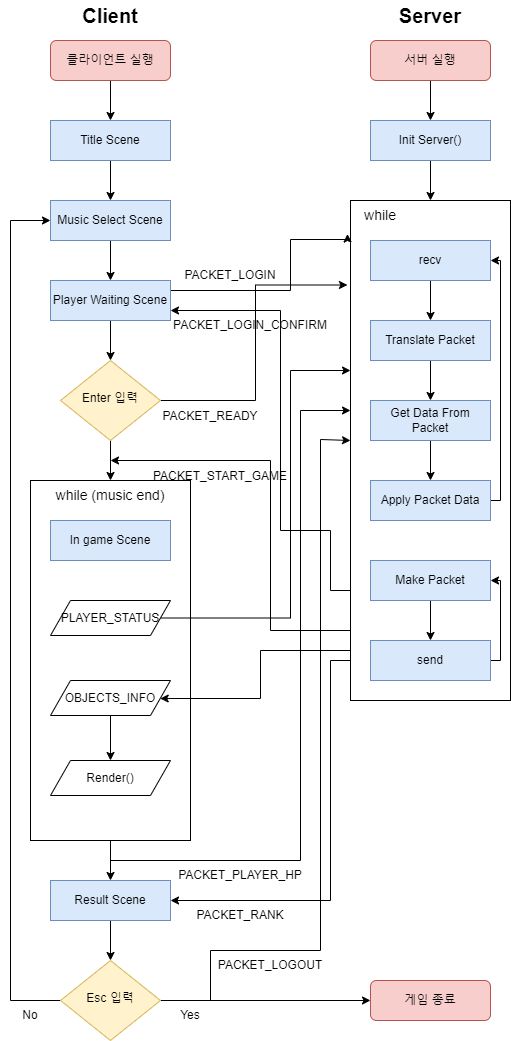 Client
Server
클라이언트 실행
서버 실행
Title Scene
Init Server()
Music Select Scene
while
recv
PACKET_LOGIN
Player Waiting Scene
PACKET_LOGIN_CONFIRM
Translate Packet
Enter 입력
PACKET_READY
Get Data From
Packet
PACKET_START_GAME
while (music end)
Apply Packet Data
In game Scene
Make Packet
PLAYER_STATUS
send
OBJECTS_INFO
Render()
PACKET_PLAYER_HP
Result Scene
PACKET_RANK
PACKET_LOGOUT
Esc 입력
게임 종료
No
Yes